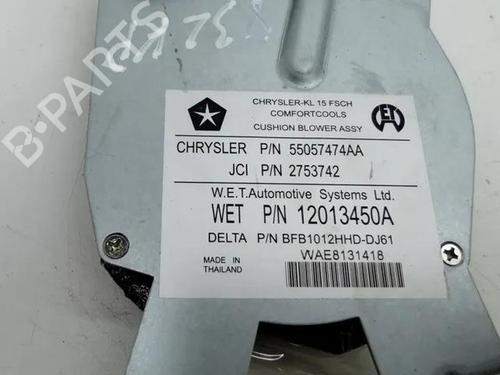 B-PARTS
CHRYSLER-KL 15 FSCH
COMFORTCOOLS
CUSHION BLOWER ASSY
ET
CHRYSLER P/N 55057474AA
JCI P/N 2753742
W.E.T.Automotive Systems Ltd.
WET P/N 12013450A
DELTA P/N BFB1012HHD-DJ61
WAE8131418
MADE IN
THAILAND